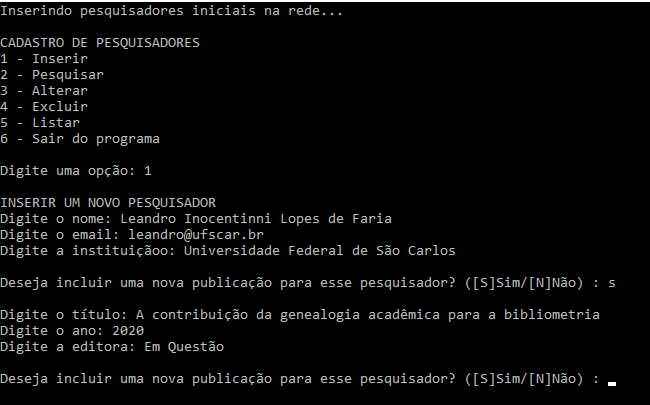 Inserindo pesquisadores iniciais na rede...
CADASTRO DE PESQUISADORES
1 - Inserir
2 - Pesquisar
3 - Alterar
4 - Excluir
5 - Listar
6 - Sair do programa
Digite uma opção: 1
INSERIR UM NOVO PESQUISADOR
Digite o nome: Leandro Inocentinni Lopes de Faria
Digite o email: leandro@ufscar.br
Digite a instituiçãoo: Universidade Federal de São Carlos
Deseja incluir uma nova publicação para esse pesquisador? ([S]Sim/[N]Não) : s
Digite o título: A contribuição da genealogia acadêmica para a bibliometria
Digite o ano: 2020
Digite a editora: Em Questão
Deseja incluir uma nova publicação para esse pesquisador? ([S]Sim/[N]Não) :